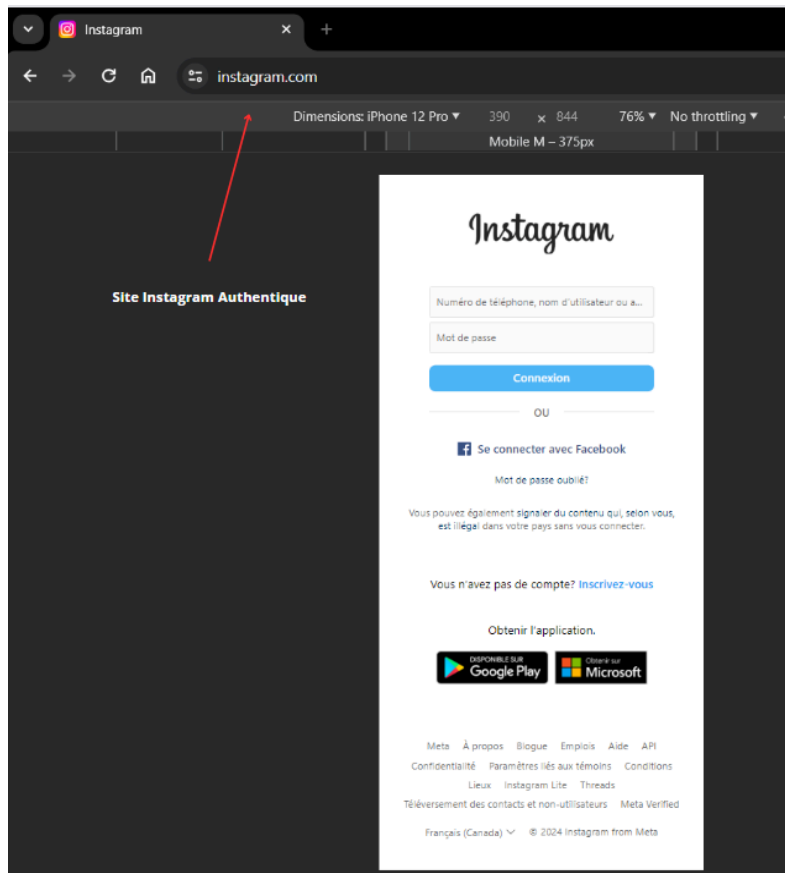 Instagram
instagram.com
Dimensions: iPhone 12 Pro 390 x 844 76% No throttling
Mobile M – 375px
Instagram
Site Instagram Authentique
Numéro de téléphone, nom d'utilisateur ou a...
Mot de passe
Connexion
OU
Se connecter avec Facebook
Mot de passe oublié?
Vous pouvez également signaler du contenu qui, selon vous,
est illégal dans votre pays sans vous connecter.
Vous n'avez pas de compte? Inscrivez-vous
Obtenir l'application.
DISPONIBLE SUR
Google Play
Obtenir sur
Microsoft
Meta À propos Blogue Emplois Aide API
Confidentialité Paramètres liés aux témoins Conditions
Lieux Instagram Lite Threads
Téléversement des contacts et non-utilisateurs Meta Verified
Français (Canada) © 2024 Instagram from Meta